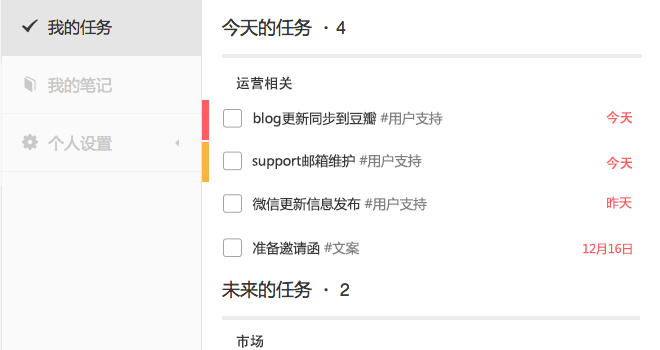 我的任务
我的笔记
个人设置
今天的任务 · 4
运营相关
blog更新同步到豆瓣 #用户支持 今天
support邮箱维护 #用户支持 今天
微信更新信息发布 #用户支持 昨天
准备邀请函 #文案 12月16日
未来的任务 · 2
市场